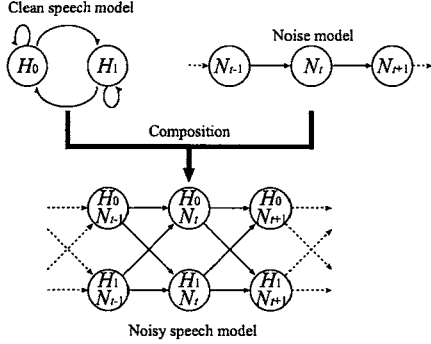 Clean speech model
H0 H1
Noise model
Nt-1 Nt Nt+1
Composition
H0 H0 H0
Nt-1 Nt Nt+1
H1 H1 H1
Nt-1 Nt Nt+1
Noisy speech model